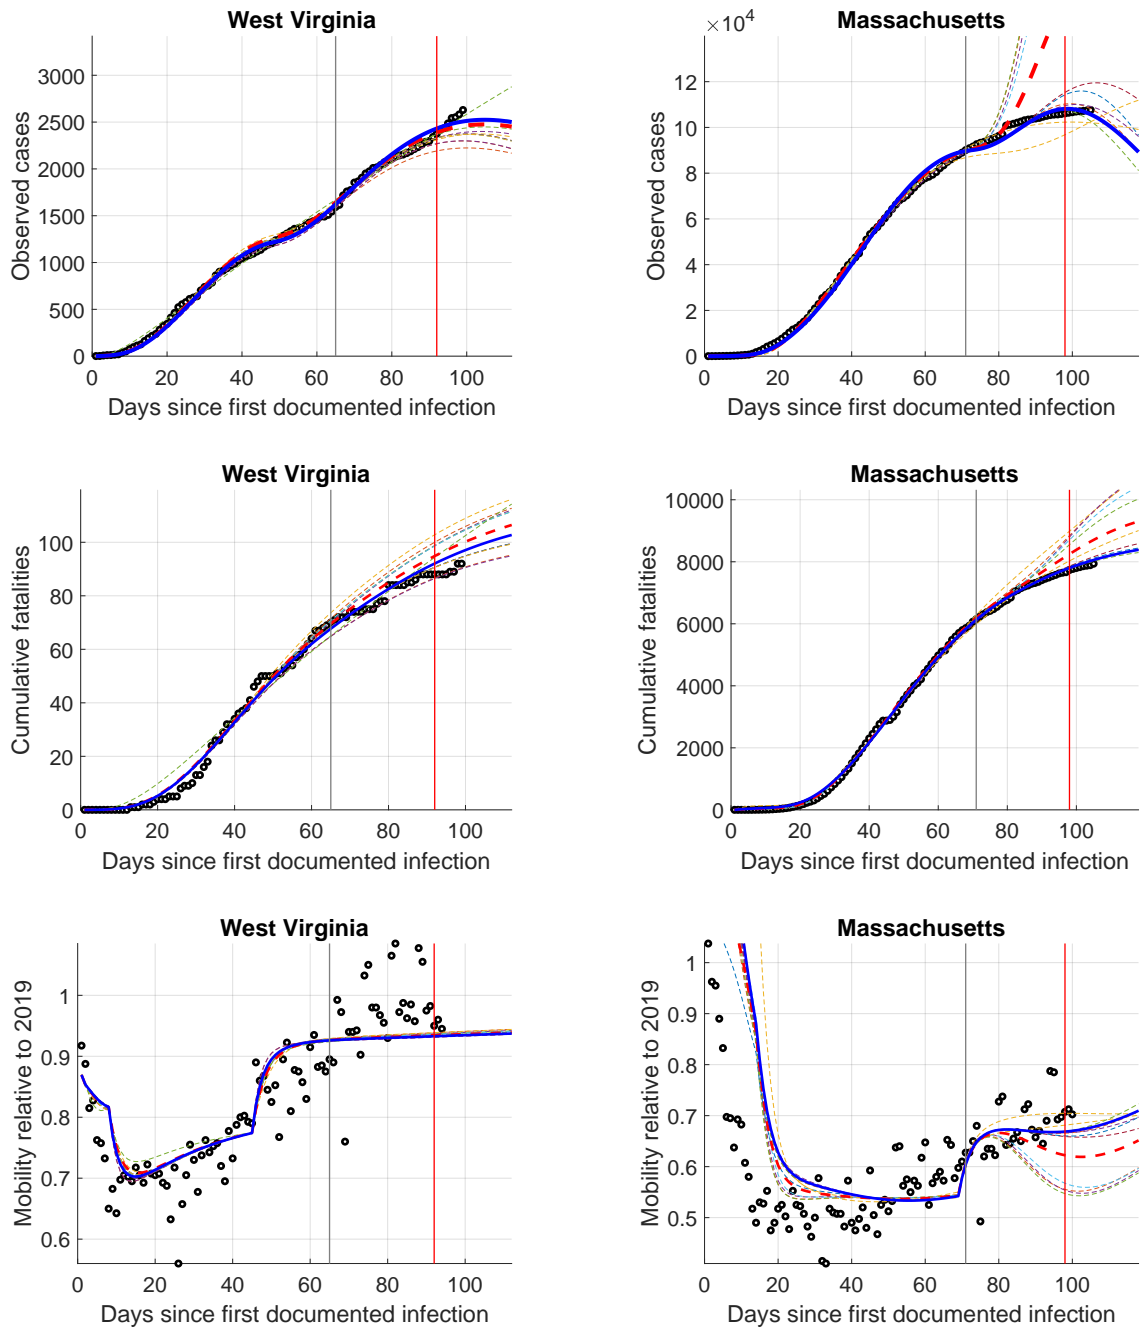 West Virginia
Observed cases
3000
2500
2000
1500
1000
500
0
0 20 40 60 80 100
Days since first documented infection
Massachusetts
×10⁴
Observed cases
12
10
8
6
4
2
0
0 20 40 60 80 100
Days since first documented infection
West Virginia
Cumulative fatalities
100
80
60
40
20
0
0 20 40 60 80 100
Days since first documented infection
Massachusetts
Cumulative fatalities
10000
8000
6000
4000
2000
0
0 20 40 60 80 100
Days since first documented infection
West Virginia
Mobility relative to 2019
1
0.9
0.8
0.7
0.6
0 20 40 60 80 100
Days since first documented infection
Massachusetts
Mobility relative to 2019
1
0.9
0.8
0.7
0.6
0.5
0 20 40 60 80 100
Days since first documented infection